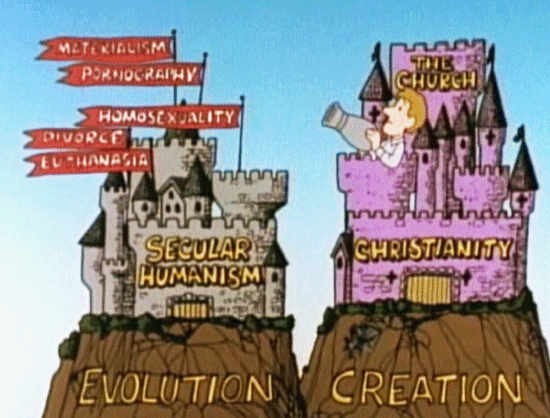 MATERIALISM
PORNOGRAPHY
HOMOSEXUALITY
DIVORCE
EUTHANASIA
SECULAR
HUMANISM
EVOLUTION
THE
CHURCH
CHRISTIANITY
CREATION